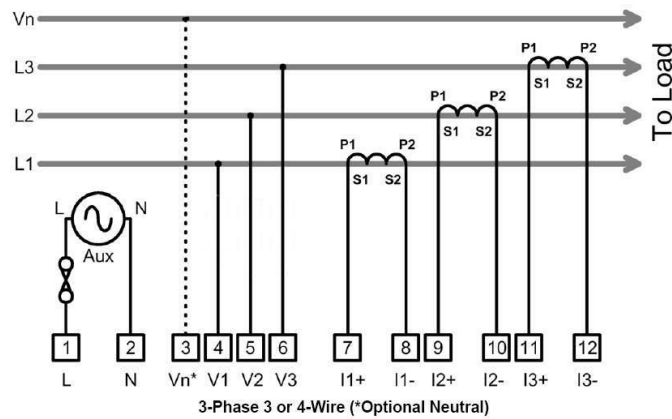 Vn
L3
L2
L1
To Load
P1 P2
S1 S2
P1 P2
S1 S2
P1 P2
S1 S2
L N
Aux
1 2 3 4 5 6 7 8 9 10 11 12
L N Vn* V1 V2 V3 I1+ I1- I2+ I2- I3+ I3-
3-Phase 3 or 4-Wire (*Optional Neutral)